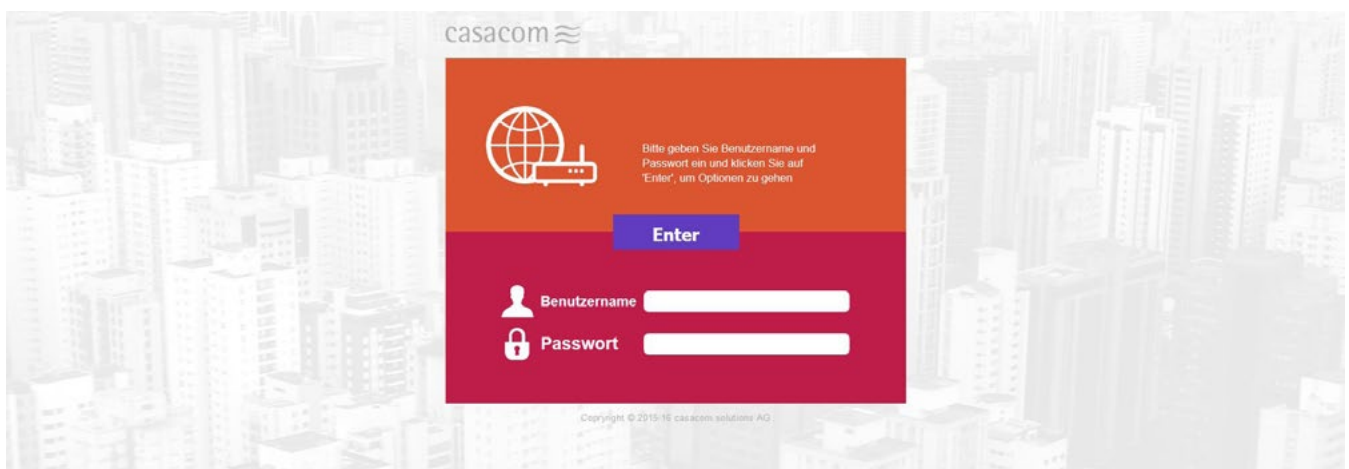 casacom
Bitte geben Sie Benutzername und
Passwort ein und klicken Sie auf
'Enter', um Optionen zu gehen
Enter
Benutzername
Passwort
Copyright © 2015-16 casacom solutions AG